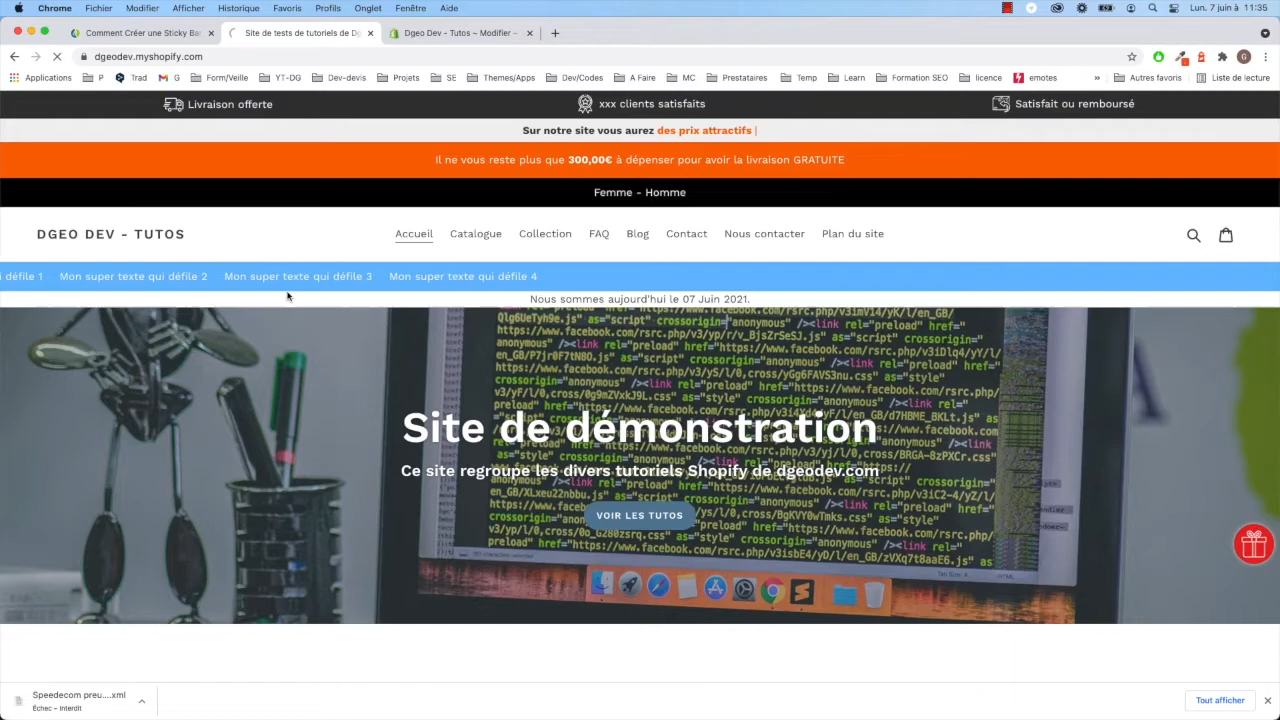 Chrome Fichier Modifier Afficher Historique Favoris Profils Onglet Fenêtre Aide
Lun. 7 juin à 11:35
Comment Créer une Sticky Bar
Site de tests de tutoriels de Dg
Dgeo Dev - Tutos ~ Modifier ~
dgeodev.myshopify.com
Applications P Trad G Form/Veille YT-DG Dev-devis Projets SE Themes/Apps Dev/Codes A Faire MC Prestataires Temp Learn Formation SEO licence emotes » Autres favoris Liste de lecture
Livraison offerte
xxx clients satisfaits
Satisfait ou remboursé
Sur notre site vous aurez des prix attractifs |
Il ne vous reste plus que 300,00€ à dépenser pour avoir la livraison GRATUITE
Femme - Homme
DGEO DEV - TUTOS
Accueil Catalogue Collection FAQ Blog Contact Nous contacter Plan du site
i défile 1 Mon super texte qui défile 2 Mon super texte qui défile 3 Mon super texte qui défile 4
Nous sommes aujourd'hui le 07 Juin 2021.
Site de démonstration
Ce site regroupe les divers tutoriels Shopify de dgeodev.com
VOIR LES TUTOS
Speedecom preu....xml
Échec – Interdit
Tout afficher